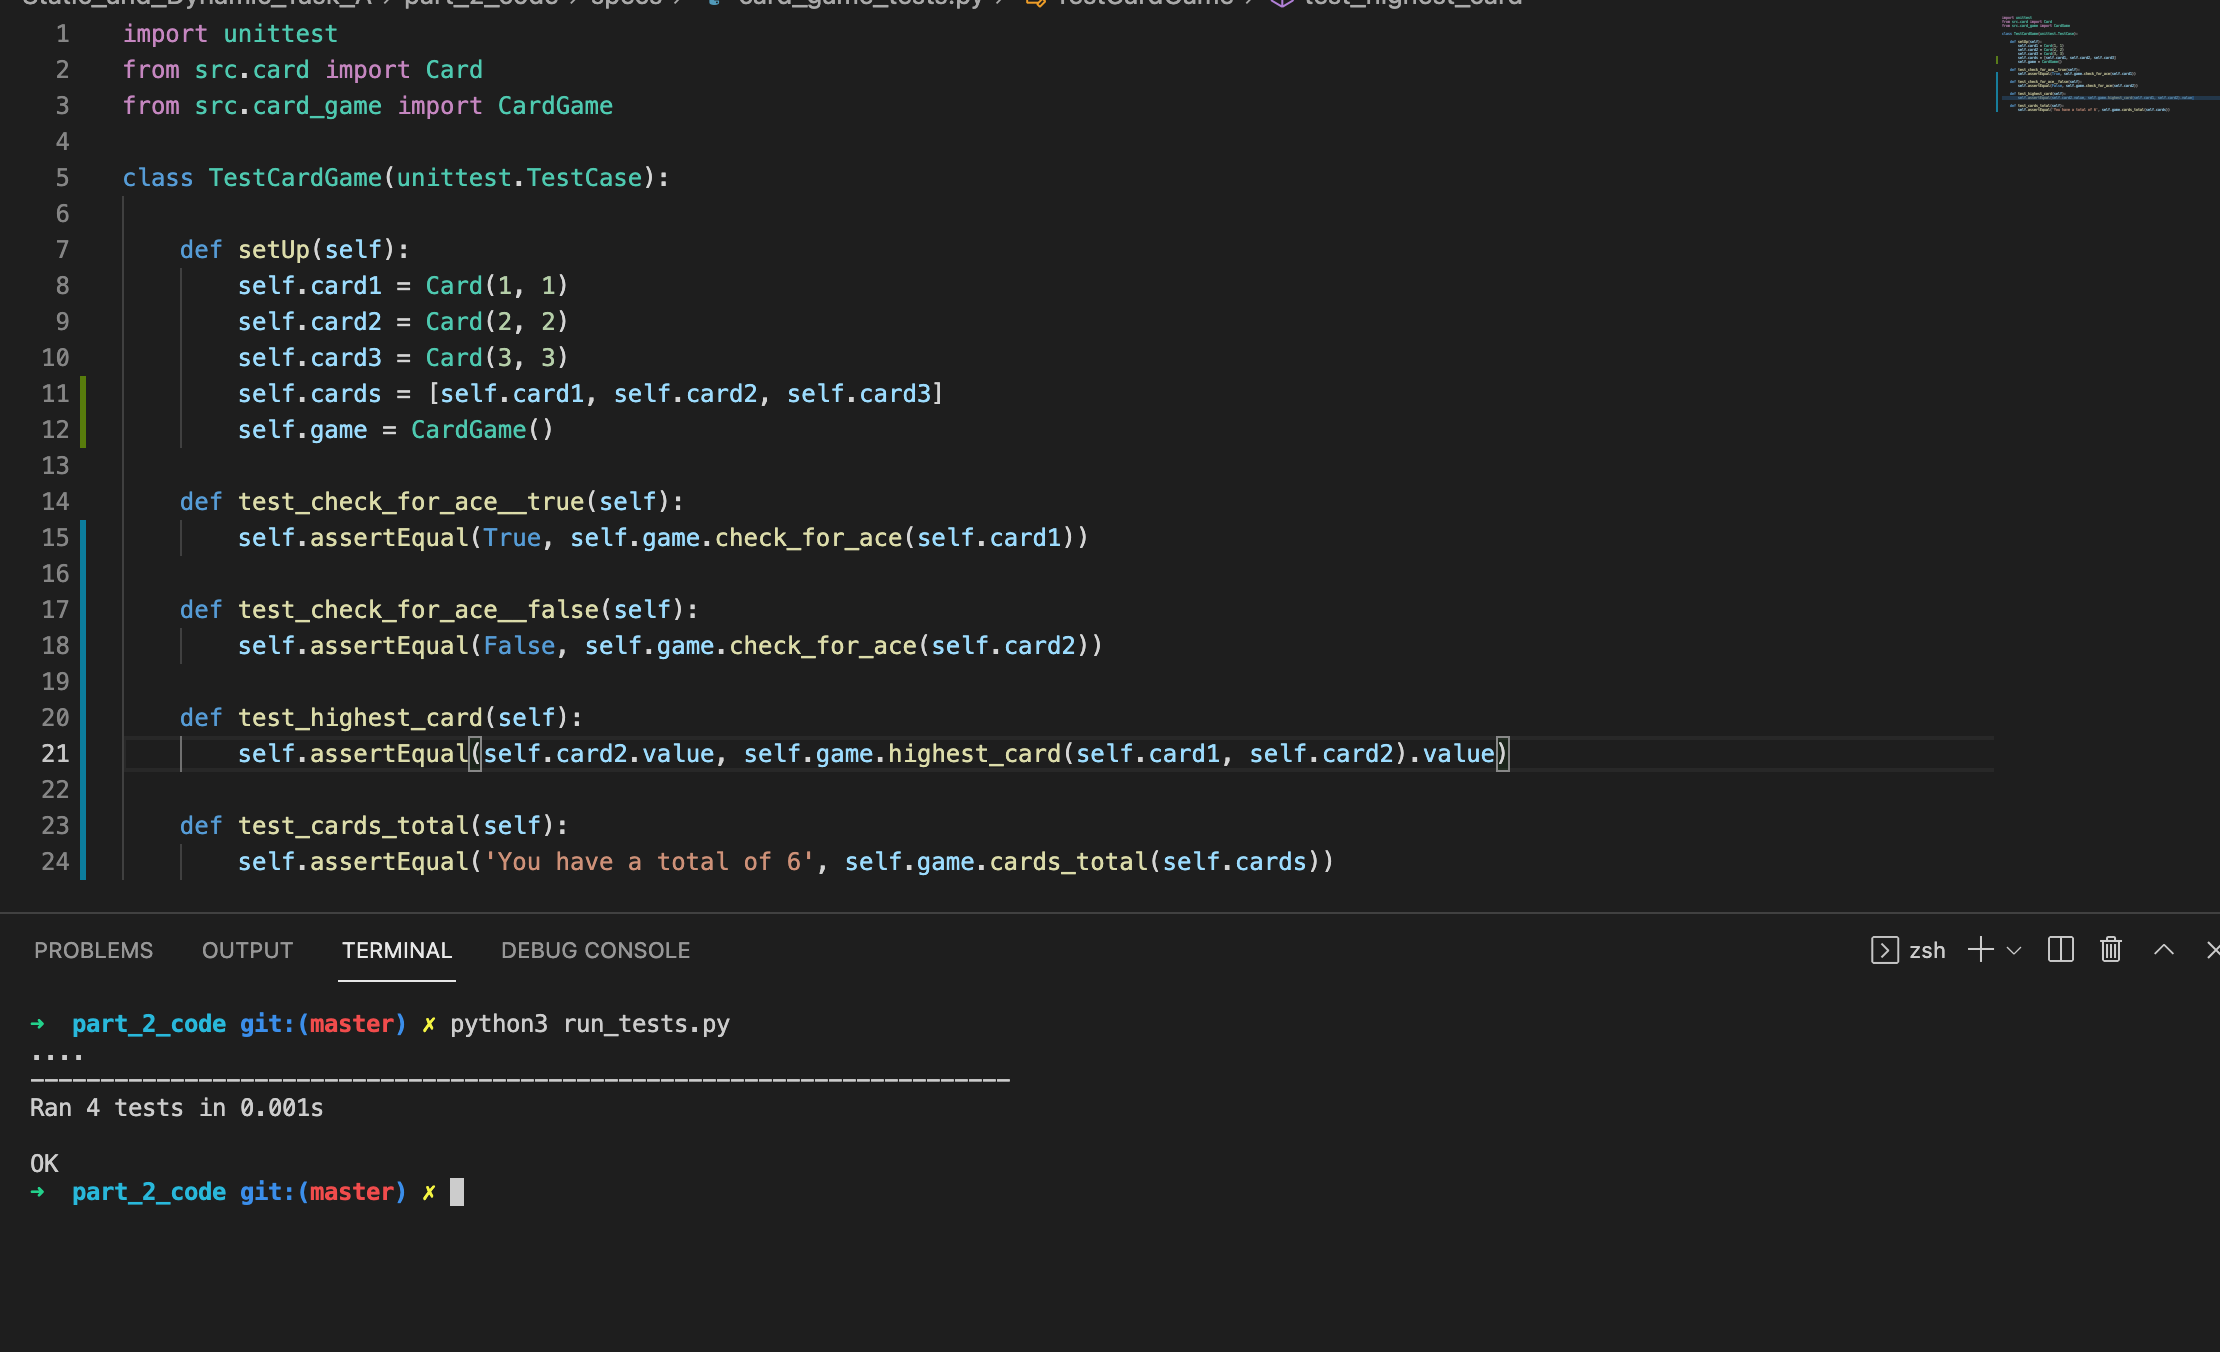 Static_and_Dynamic_Task_A > part_2_code > specs > card_game_tests.py > TestCardGame > test_highest_card
1 import unittest
2 from src.card import Card
3 from src.card_game import CardGame
4
5 class TestCardGame(unittest.TestCase):
6
7 def setUp(self):
8 self.card1 = Card(1, 1)
9 self.card2 = Card(2, 2)
10 self.card3 = Card(3, 3)
11 self.cards = [self.card1, self.card2, self.card3]
12 self.game = CardGame()
13
14 def test_check_for_ace__true(self):
15 self.assertEqual(True, self.game.check_for_ace(self.card1))
16
17 def test_check_for_ace__false(self):
18 self.assertEqual(False, self.game.check_for_ace(self.card2))
19
20 def test_highest_card(self):
21 self.assertEqual(self.card2.value, self.game.highest_card(self.card1, self.card2).value)
22
23 def test_cards_total(self):
24 self.assertEqual('You have a total of 6', self.game.cards_total(self.cards))
PROBLEMS OUTPUT TERMINAL DEBUG CONSOLE zsh
➜ part_2_code git:(master) ✗ python3 run_tests.py
....
----------------------------------------------------------------------
Ran 4 tests in 0.001s

OK
➜ part_2_code git:(master) ✗